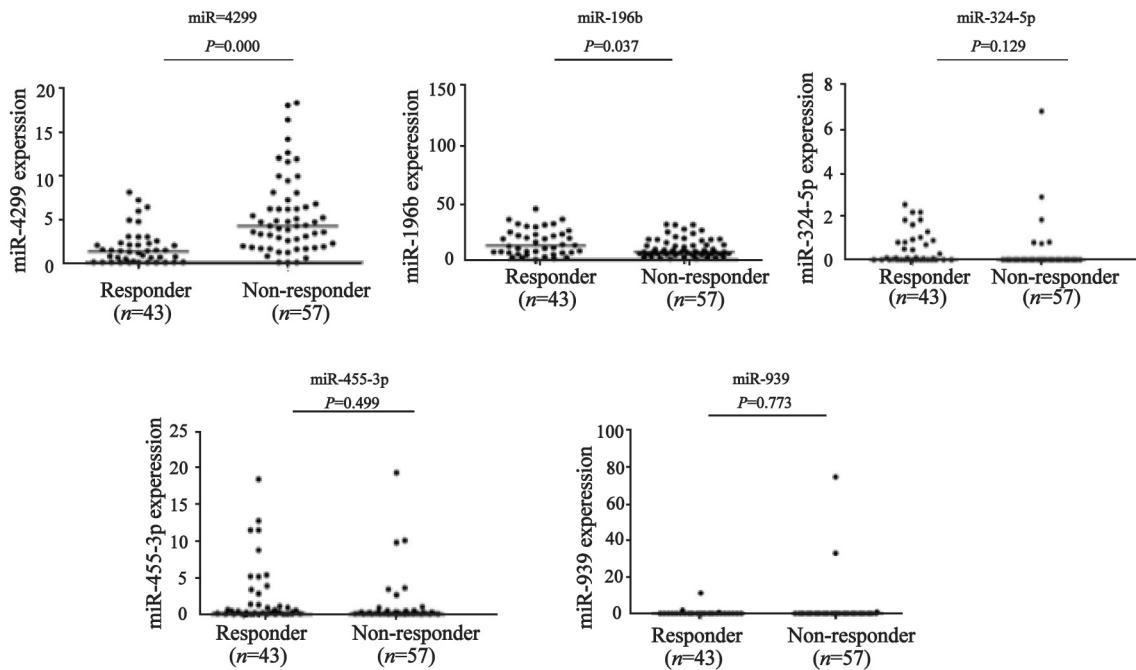 miR=4299
P=0.000
miR-4299 experssion
20
15
10
5
0
Responder
(n=43)
Non-responder
(n=57)
miR-196b
P=0.037
miR-196b experession
150
100
50
0
Responder
(n=43)
Non-responder
(n=57)
miR-324-5p
P=0.129
miR-324-5p experession
8
6
4
2
0
Responder
(n=43)
Non-responder
(n=57)
miR-455-3p
P=0.499
miR-455-3p experession
25
20
15
10
5
0
Responder
(n=43)
Non-responder
(n=57)
miR-939
P=0.773
miR-939 experession
100
80
60
40
20
0
Responder
(n=43)
Non-responder
(n=57)